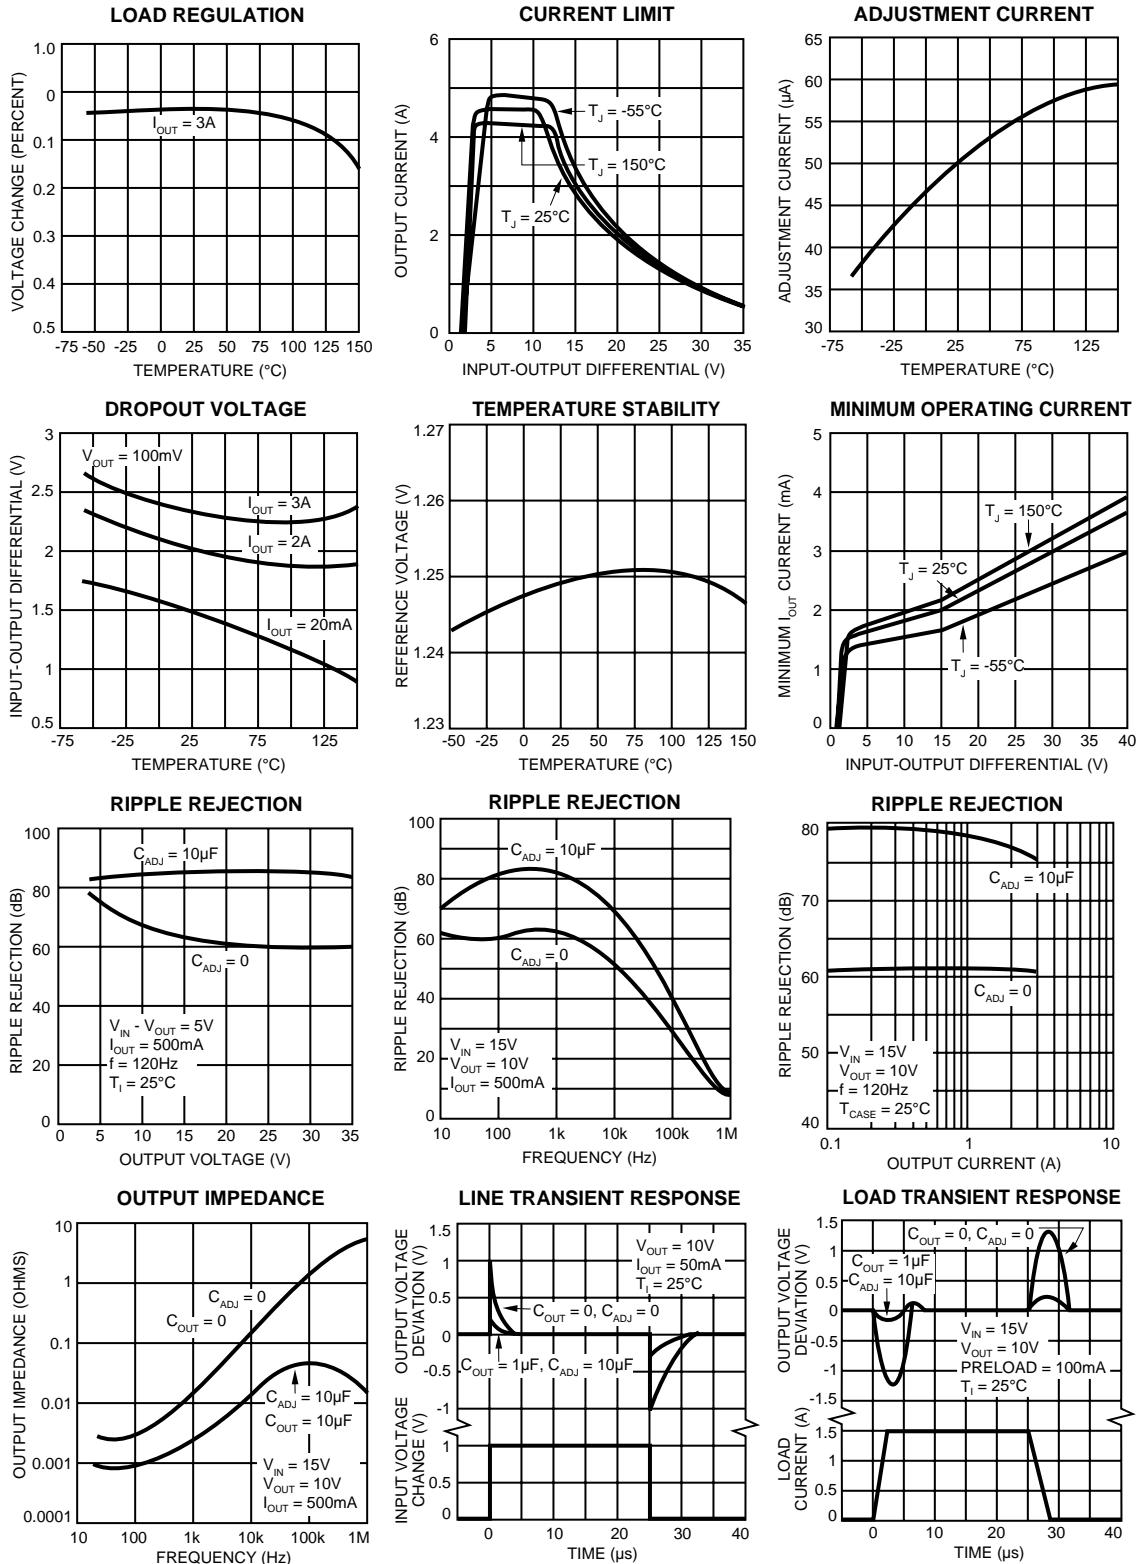 LOAD REGULATION
VOLTAGE CHANGE (PERCENT)
1.0
0
0.1
0.2
0.3
0.4
0.5
I_OUT = 3A
-75 -50 0 25 50 75 100 125 150
TEMPERATURE (°C)
CURRENT LIMIT
OUTPUT CURRENT (A)
6
4
2
0
T_J = -55°C
T_J = 150°C
T_J = 25°C
0 5 10 15 20 25 30 35
INPUT-OUTPUT DIFFERENTIAL (V)
ADJUSTMENT CURRENT
ADJUSTMENT CURRENT (µA)
65
60
55
50
45
40
35
30
-75 -25 25 75 125
TEMPERATURE (°C)
DROPOUT VOLTAGE
INPUT-OUTPUT DIFFERENTIAL (V)
3
2.5
2
1.5
1
0.5
V_OUT = 100mV
I_OUT = 3A
I_OUT = 2A
I_OUT = 20mA
-75 -25 25 75 125
TEMPERATURE (°C)
TEMPERATURE STABILITY
REFERENCE VOLTAGE (V)
1.27
1.26
1.25
1.24
1.23
-50 -25 0 25 50 75 100 125 150
TEMPERATURE (°C)
MINIMUM OPERATING CURRENT
MINIMUM I_OUT CURRENT (mA)
5
4
3
2
1
0
T_J = 150°C
T_J = 25°C
T_J = -55°C
0 5 10 15 20 25 30 35 40
INPUT-OUTPUT DIFFERENTIAL (V)
RIPPLE REJECTION
RIPPLE REJECTION (dB)
100
80
60
40
20
0
C_ADJ = 10µF
C_ADJ = 0
V_IN - V_OUT = 5V
I_OUT = 500mA
f = 120Hz
T_I = 25°C
0 5 10 15 20 25 30 35
OUTPUT VOLTAGE (V)
RIPPLE REJECTION
RIPPLE REJECTION (dB)
100
80
60
40
20
0
C_ADJ = 10µF
C_ADJ = 0
V_IN = 15V
V_OUT = 10V
I_OUT = 500mA
10 100 1k 10k 100k 1M
FREQUENCY (Hz)
RIPPLE REJECTION
RIPPLE REJECTION (dB)
80
70
60
50
40
C_ADJ = 10µF
C_ADJ = 0
V_IN = 15V
V_OUT = 10V
f = 120Hz
T_CASE = 25°C
0.1 1 10
OUTPUT CURRENT (A)
OUTPUT IMPEDANCE
OUTPUT IMPEDANCE (OHMS)
10
1
0.1
0.01
0.001
0.0001
C_ADJ = 0
C_OUT = 0
C_ADJ = 10µF
C_OUT = 10µF
V_IN = 15V
V_OUT = 10V
I_OUT = 500mA
10 100 1k 10k 100k 1M
FREQUENCY (Hz)
LINE TRANSIENT RESPONSE
OUTPUT VOLTAGE
DEVIATION (V)
1.5
1
0.5
0
-0.5
-1
V_OUT = 10V
I_OUT = 50mA
T_I = 25°C
C_OUT = 0, C_ADJ = 0
C_OUT = 1µF, C_ADJ = 10µF
INPUT VOLTAGE
CHANGE (V)
1
0.5
0
0 10 20 30 40
TIME (µs)
LOAD TRANSIENT RESPONSE
OUTPUT VOLTAGE
DEVIATION (V)
1.5
1
0.5
0
-0.5
-1
-1.5
C_OUT = 0, C_ADJ = 0
C_OUT = 1µF
C_ADJ = 10µF
V_IN = 15V
V_OUT = 10V
PRELOAD = 100mA
T_I = 25°C
LOAD
CURRENT (A)
1.5
1
0.5
0
0 10 20 30 40
TIME (µs)